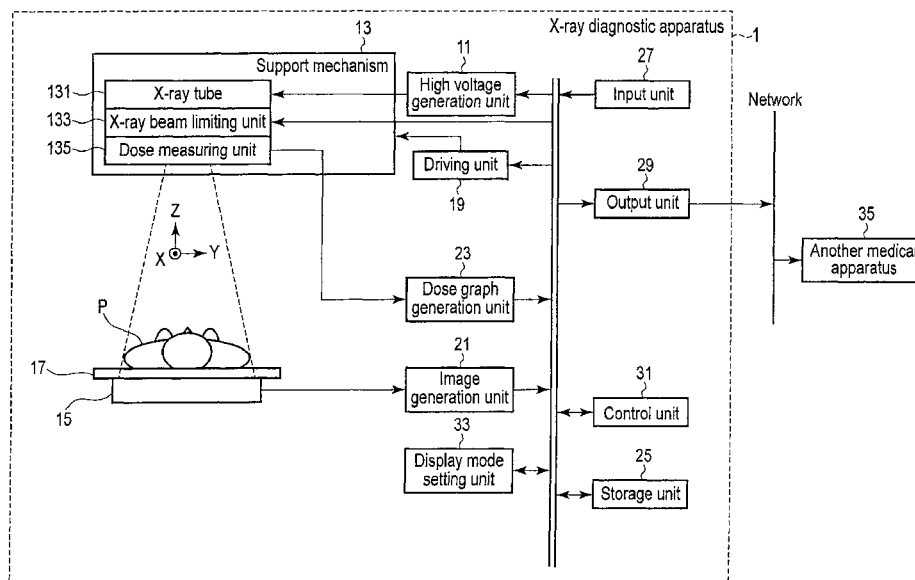 X-ray diagnostic apparatus
1
13
Support mechanism
131
X-ray tube
133
X-ray beam limiting unit
135
Dose measuring unit
11
High voltage
generation unit
27
Input unit
Network
Driving unit
19
29
Output unit
35
Another medical
apparatus
Z
X
Y
23
Dose graph
generation unit
P
17
15
21
Image
generation unit
31
Control unit
33
Display mode
setting unit
25
Storage unit